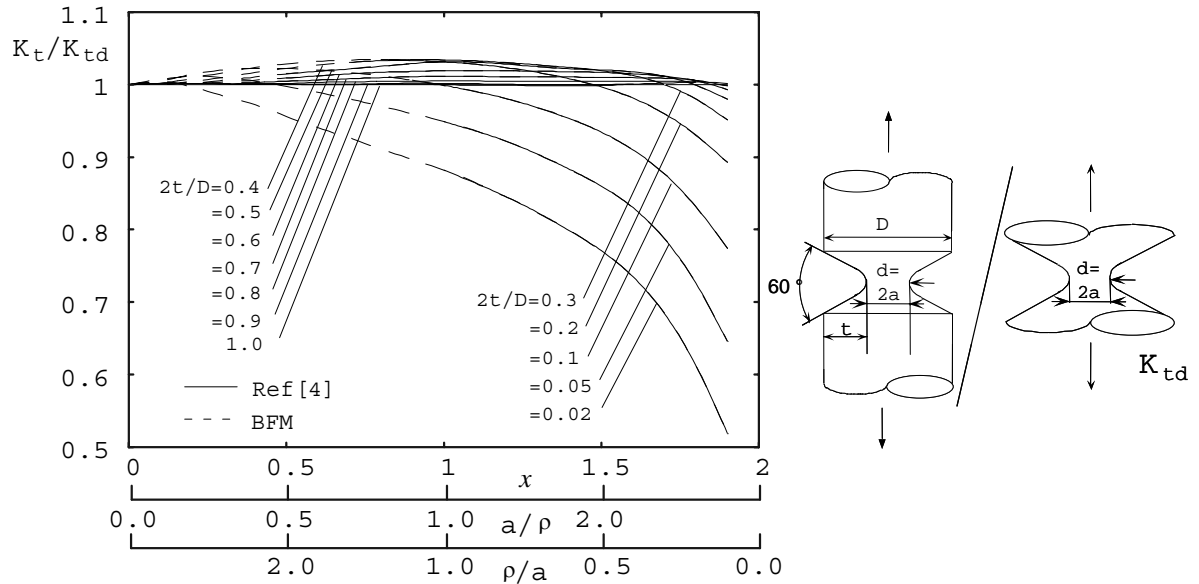 1.1
K_t/K_td
1
0.9
0.8
0.7
0.6
0.5
2t/D=0.4
=0.5
=0.6
=0.7
=0.8
=0.9
1.0
2t/D=0.3
=0.2
=0.1
=0.05
=0.02
Ref[4]
BFM
0 0.5 1 1.5 2
x
0.0 0.5 1.0 2.0
a/ρ
2.0 1.0 0.5 0.0
ρ/a
D
60°
d=
2a
t
d=
2a
K_td